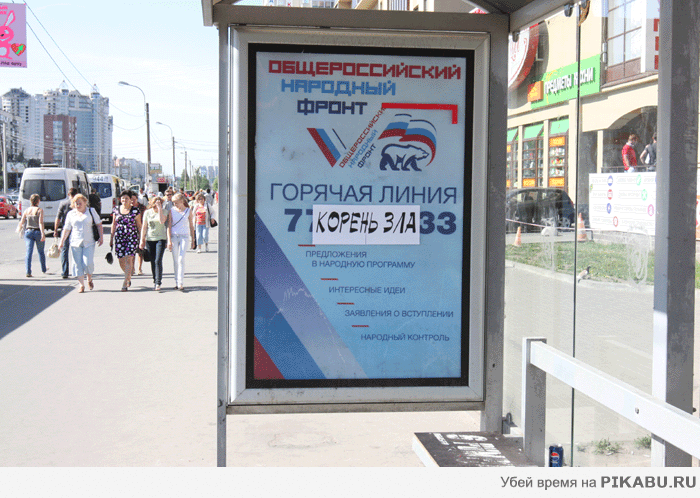 ОБЩЕРОССИЙСКИЙ
НАРОДНЫЙ
ФРОНТ
ОБЩЕРОССИЙСКИЙ
НАРОДНЫЙ
ФРОНТ
ГОРЯЧАЯ ЛИНИЯ
77 КОРЕНЬ ЗЛА 33
ПРЕДЛОЖЕНИЯ
В НАРОДНУЮ ПРОГРАММУ
ИНТЕРЕСНЫЕ ИДЕИ
ЗАЯВЛЕНИЯ О ВСТУПЛЕНИИ
НАРОДНЫЙ КОНТРОЛЬ
Убей время на PIKABU.RU